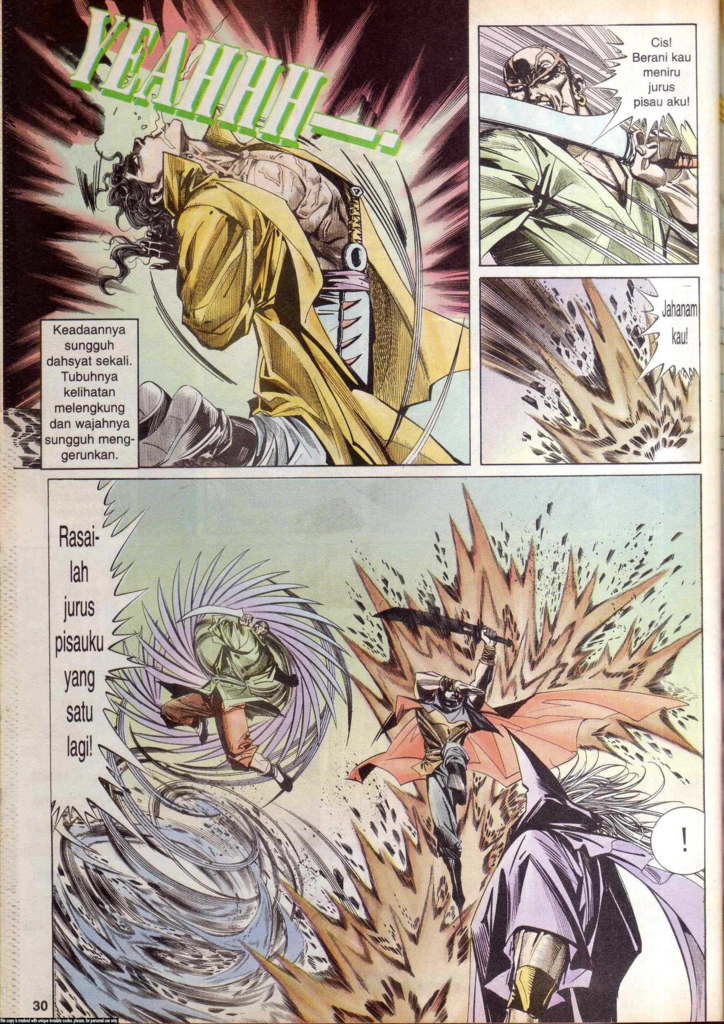 YEAHHH—.
Cis!
Berani kau
meniru
jurus
pisau aku!
Keadaannya
sungguh
dahsyat sekali.
Tubuhnya
kelihatan
melengkung
dan wajahnya
sungguh meng-
gerunkan.
Jahanam
kau!
Rasai-
lah
jurus
pisauku
yang
satu
lagi!
!
30